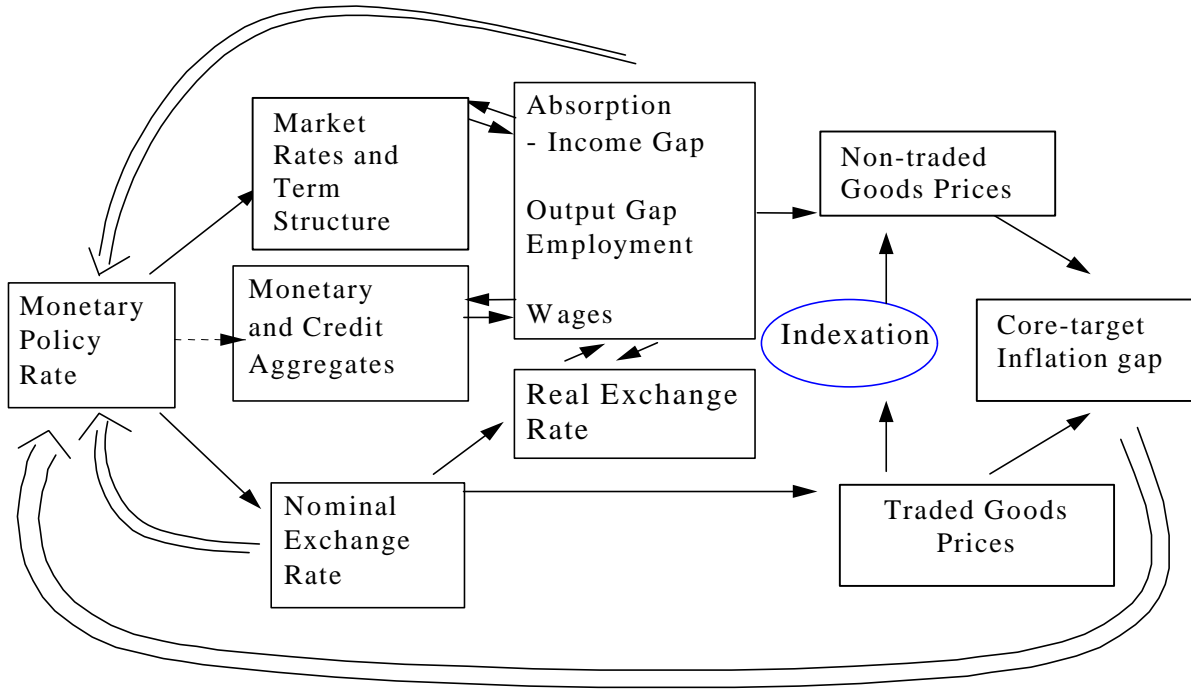 Absorption
- Income Gap
Output Gap
Employment
Wages
Market
Rates and
Term
Structure
Non-traded
Goods Prices
Monetary
Policy
Rate
Monetary
and Credit
Aggregates
Indexation
Core-target
Inflation gap
Real Exchange
Rate
Nominal
Exchange
Rate
Traded Goods
Prices